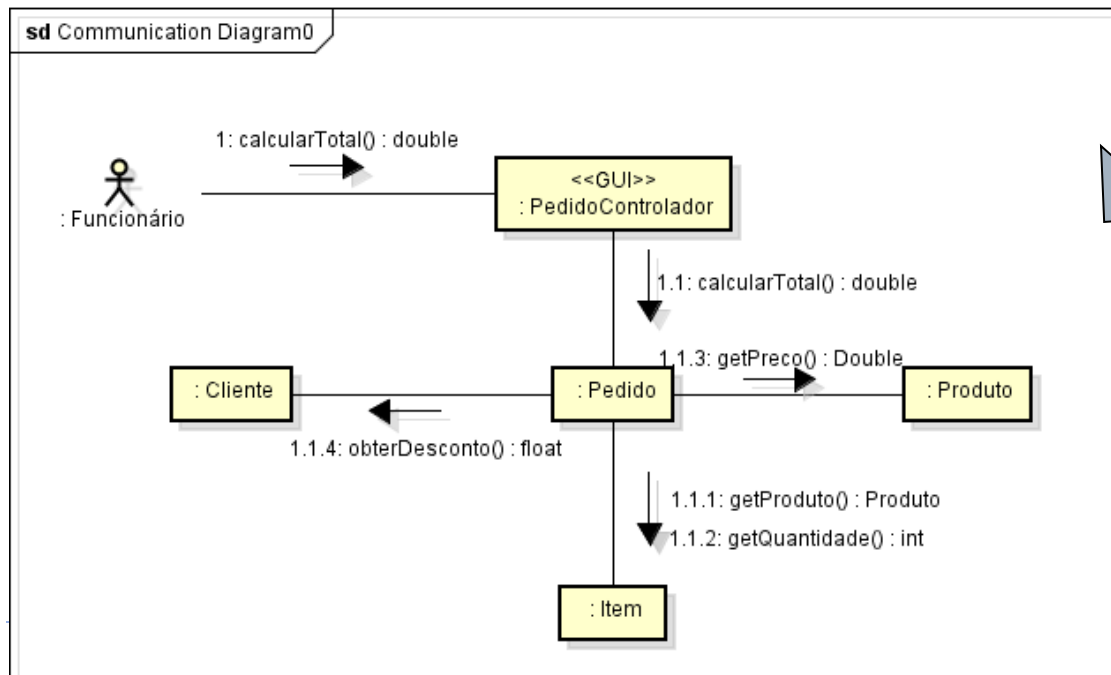 sd Communication Diagram0
1: calcularTotal() : double
<<GUI>>
: PedidoControlador
: Funcionário
1.1: calcularTotal() : double
1.1.3: getPreco() : Double
: Cliente
: Pedido
: Produto
1.1.4: obterDesconto() : float
1.1.1: getProduto() : Produto
1.1.2: getQuantidade() : int
: Item